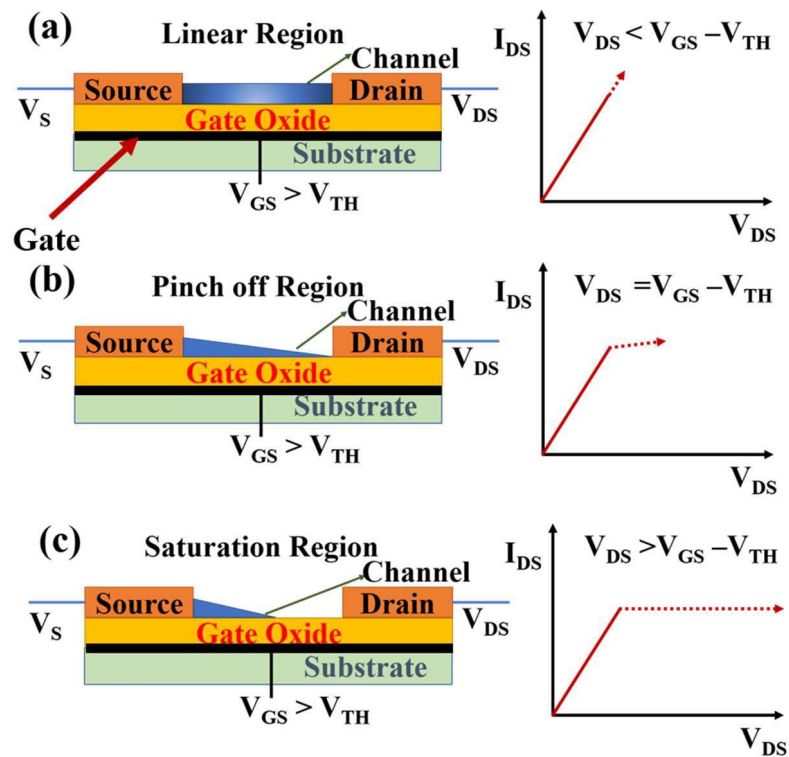 (a)
Linear Region
Channel
Source
Drain
V_S
V_DS
Gate Oxide
Substrate
V_GS > V_TH
Gate
I_DS
V_DS < V_GS –V_TH
V_DS
(b)
Pinch off Region
Channel
Source
Drain
V_S
V_DS
Gate Oxide
Substrate
V_GS > V_TH
I_DS
V_DS =V_GS –V_TH
V_DS
(c)
Saturation Region
Channel
Source
Drain
V_S
V_DS
Gate Oxide
Substrate
V_GS > V_TH
I_DS
V_DS >V_GS –V_TH
V_DS